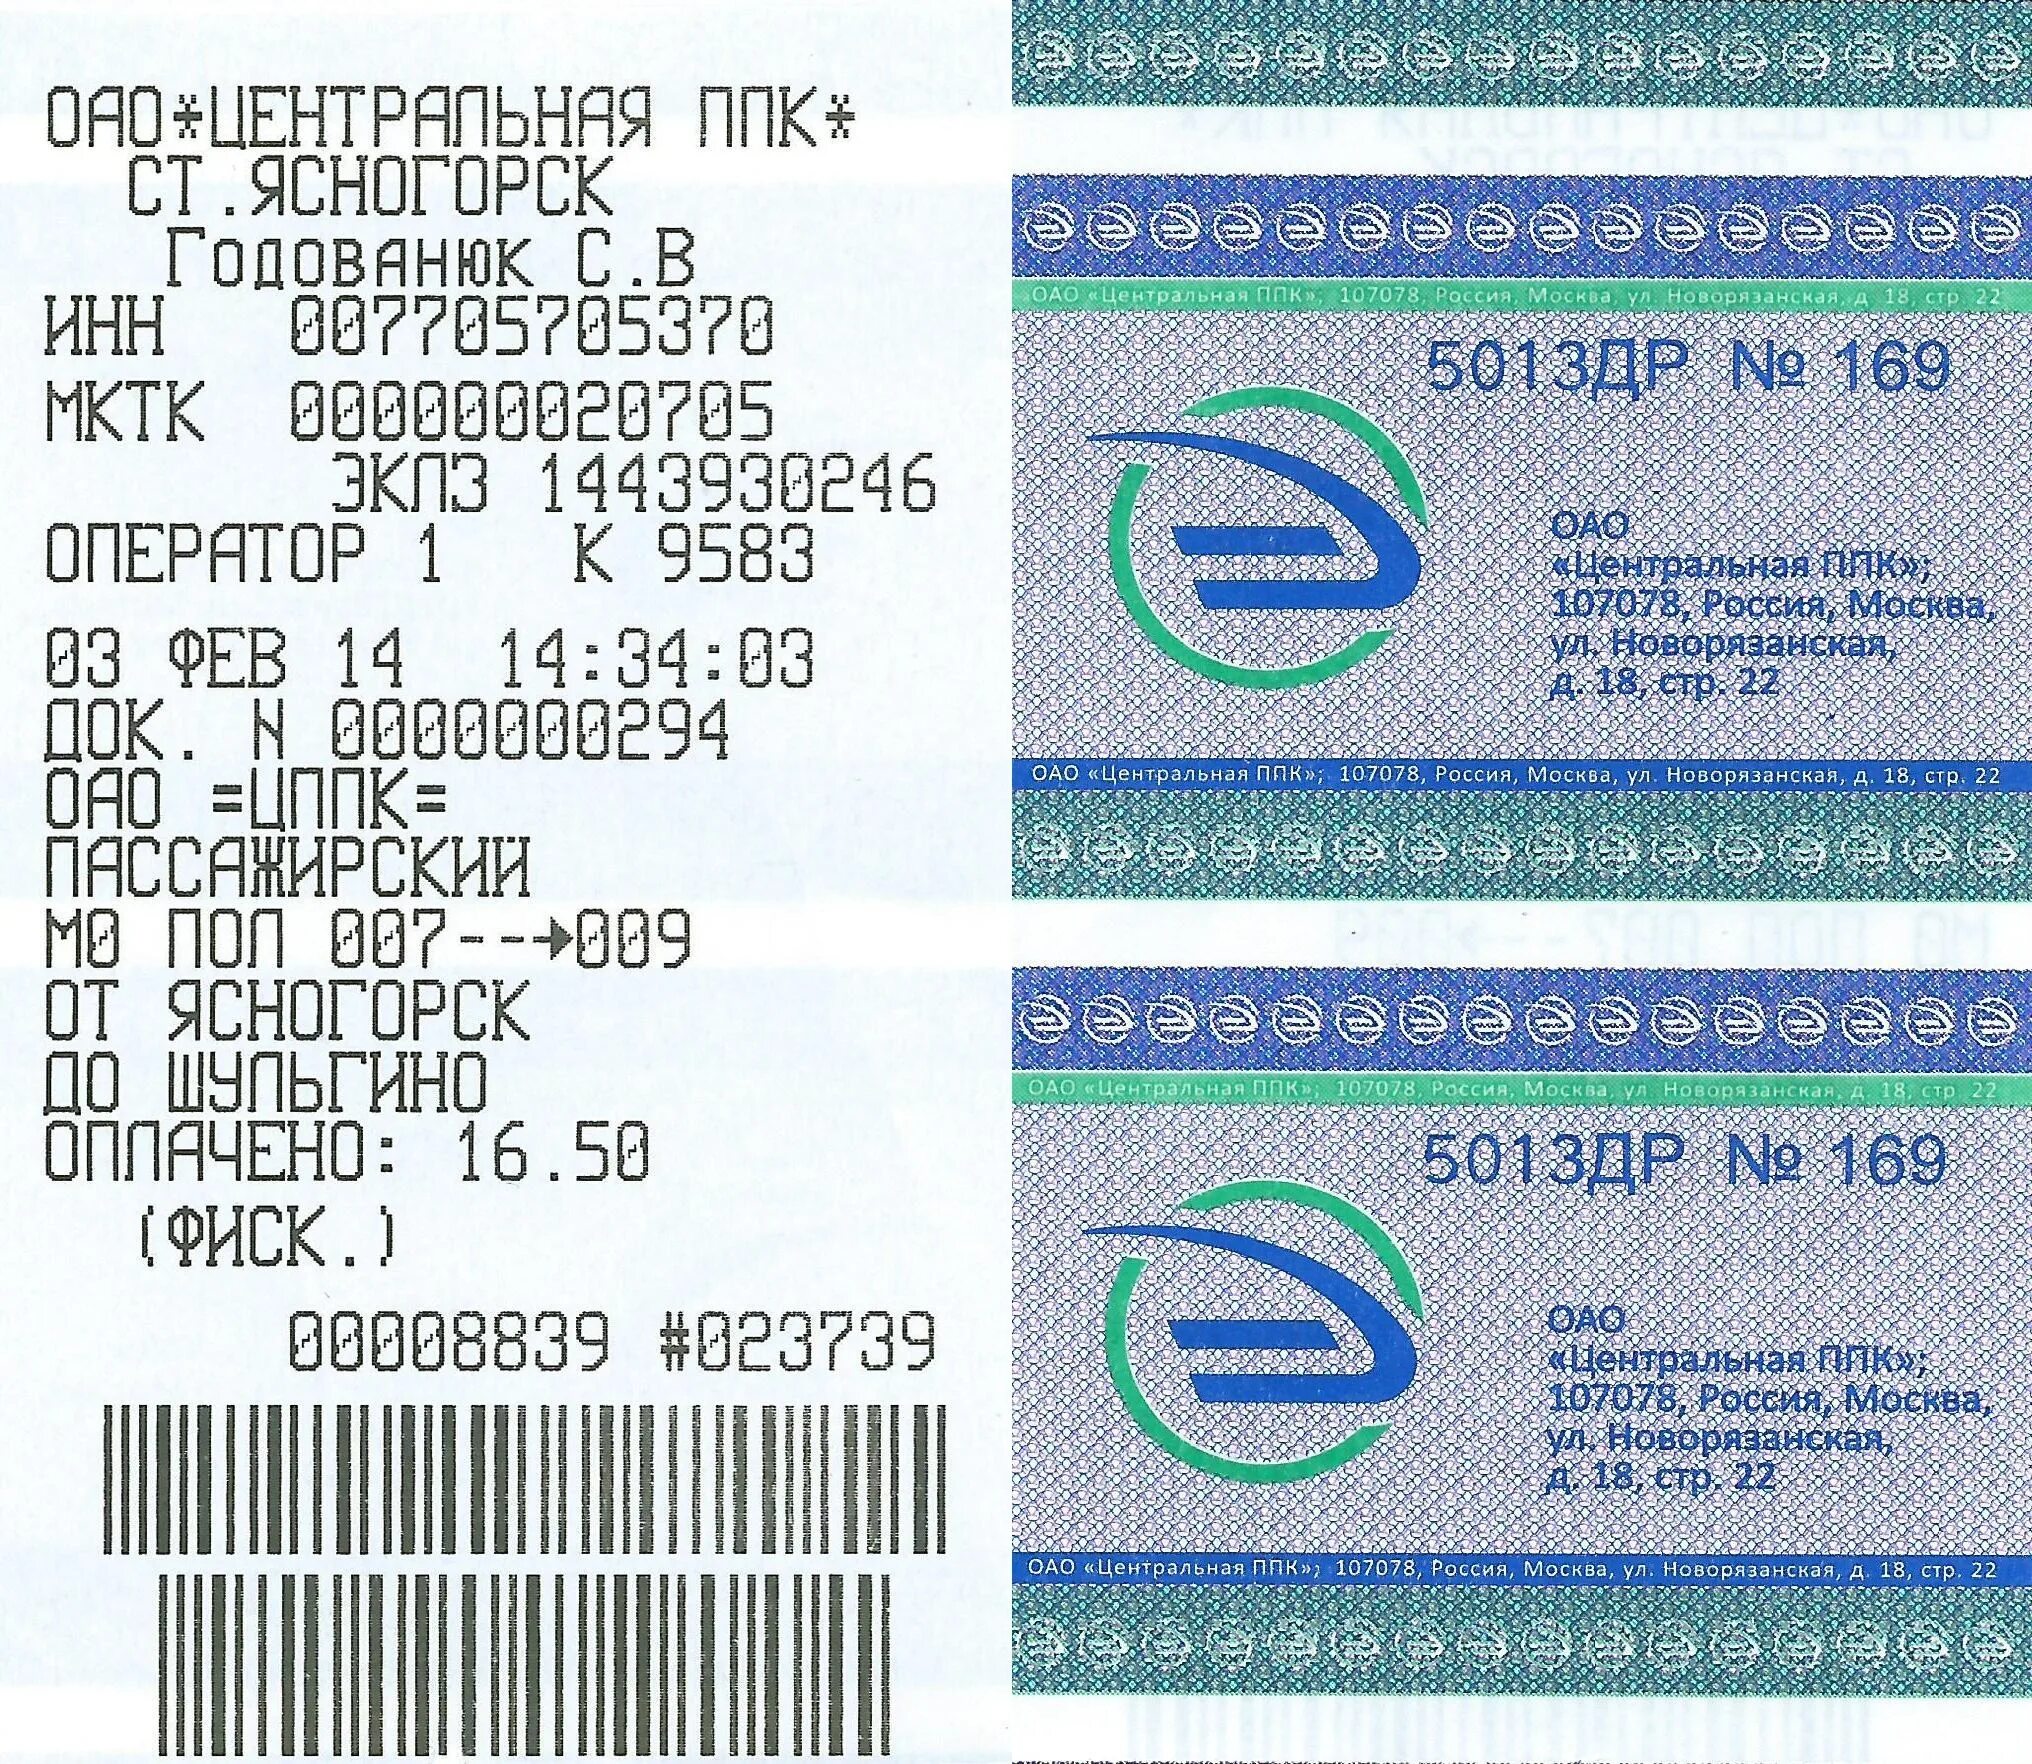 ОАО*ЦЕНТРАЛЬНАЯ ППК*
СТ.ЯСНОГОРСК
Годованюк С.В
ИНН 007705705370
МКТК 000000020705
ЭКЛЗ 1443930246
ОПЕРАТОР 1 К 9583
03 ФЕВ 14 14:34:03
ДОК. N 0000000294
ОАО =ЦППК=
ПАССАЖИРСКИЙ
М0 ПОЛ 007--→009
ОТ ЯСНОГОРСК
ДО ШУЛЬГИНО
ОПЛАЧЕНО: 16.50
(ФИСК.)
00008839 #023739
ОАО «Центральная ППК»; 107078, Россия, Москва, ул. Новорязанская, д. 18, стр. 22
5013ДР № 169
ОАО
«Центральная ППК»;
107078, Россия, Москва,
ул. Новорязанская,
д. 18, стр. 22
ОАО «Центральная ППК»; 107078, Россия, Москва, ул. Новорязанская, д. 18, стр. 22
ОАО «Центральная ППК»; 107078, Россия, Москва, ул. Новорязанская, д. 18, стр. 22
5013ДР № 169
ОАО
«Центральная ППК»;
107078, Россия, Москва,
ул. Новорязанская,
д. 18, стр. 22
ОАО «Центральная ППК»; 107078, Россия, Москва, ул. Новорязанская, д. 18, стр. 22